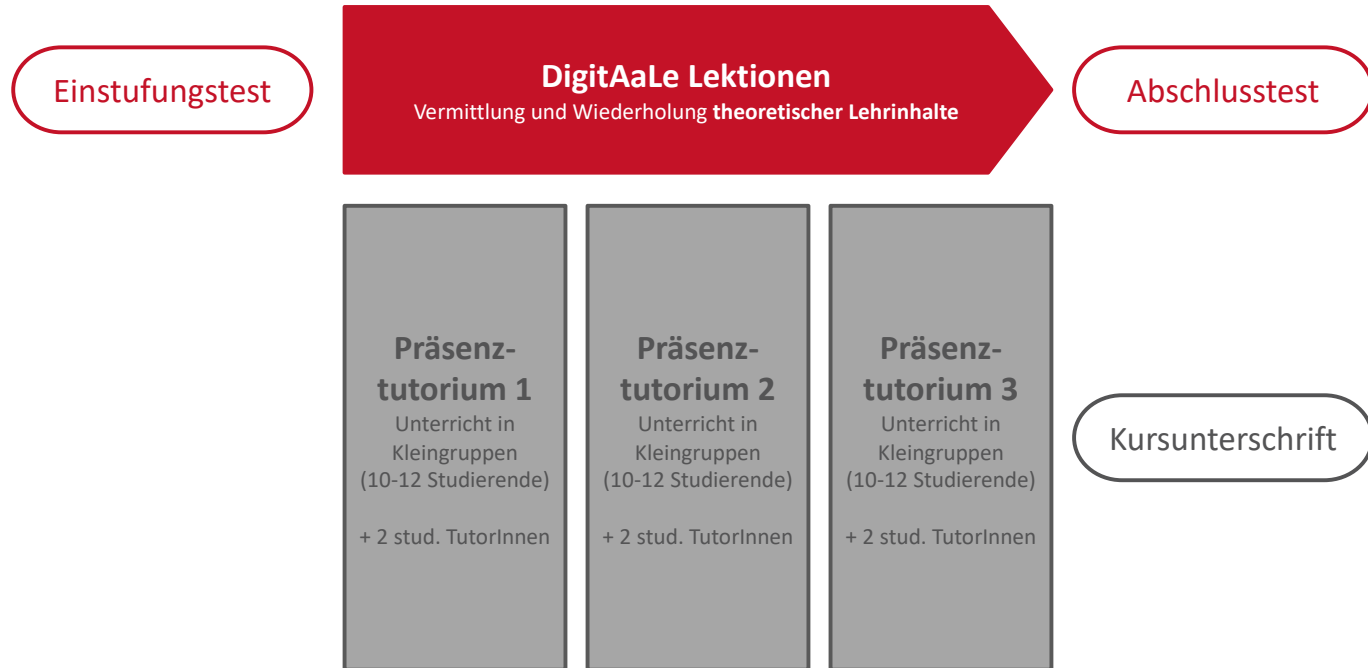 Einstufungstest
DigitAaLe Lektionen
Vermittlung und Wiederholung theoretischer Lehrinhalte
Abschlusstest
Präsenz-
tutorium 1
Unterricht in
Kleingruppen
(10-12 Studierende)
+ 2 stud. TutorInnen
Präsenz-
tutorium 2
Unterricht in
Kleingruppen
(10-12 Studierende)
+ 2 stud. TutorInnen
Präsenz-
tutorium 3
Unterricht in
Kleingruppen
(10-12 Studierende)
+ 2 stud. TutorInnen
Kursunterschrift